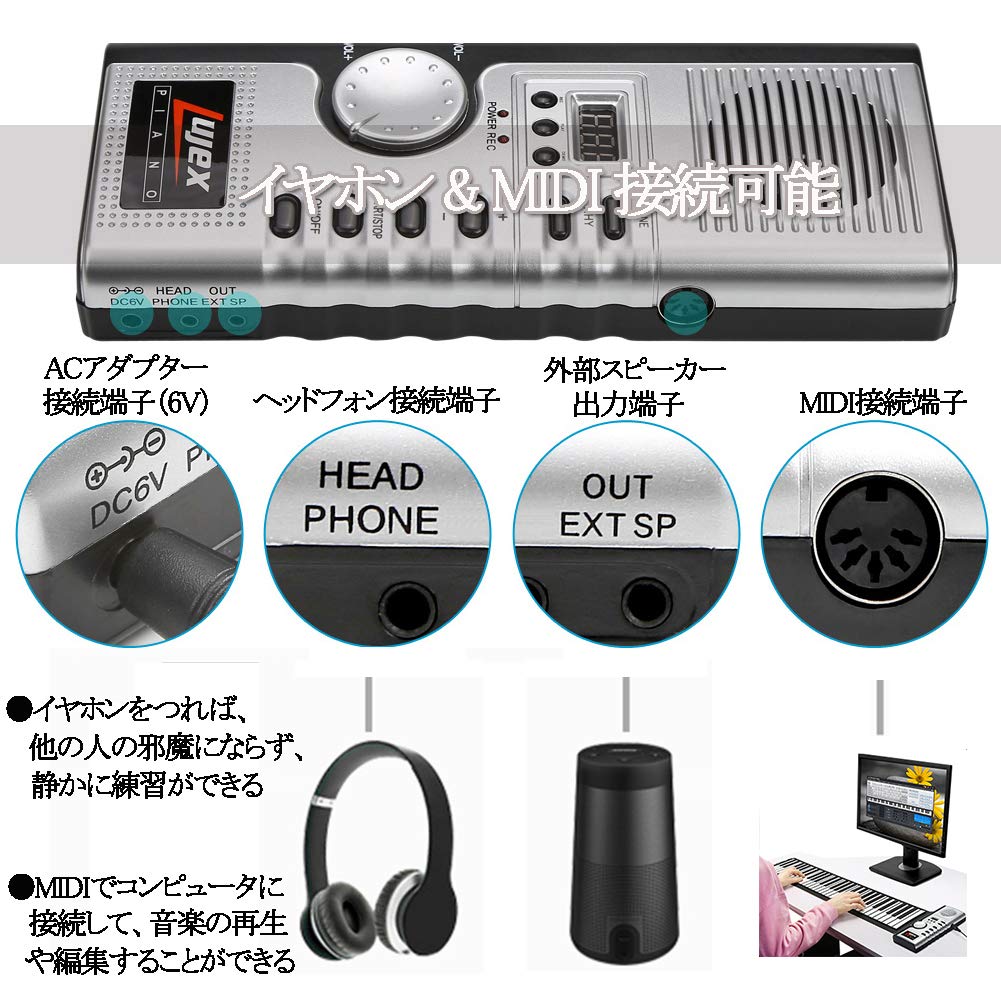 VOL+
VOL-
Lujex
PIANO
POWER REC
イヤホン＆MIDI 接続可能
ON/OFF
DC6V
HEAD
PHONE
OUT
EXT SP
ACアダプター
接続端子（6V）
ヘッドフォン接続端子
外部スピーカー
出力端子
MIDI接続端子
DC6V
HEAD
PHONE
OUT
EXT SP
●イヤホンをつれば、
他の人の邪魔にならず、
静かに練習ができる
●MIDIでコンピュータに
接続して、音楽の再生
や編集することができる